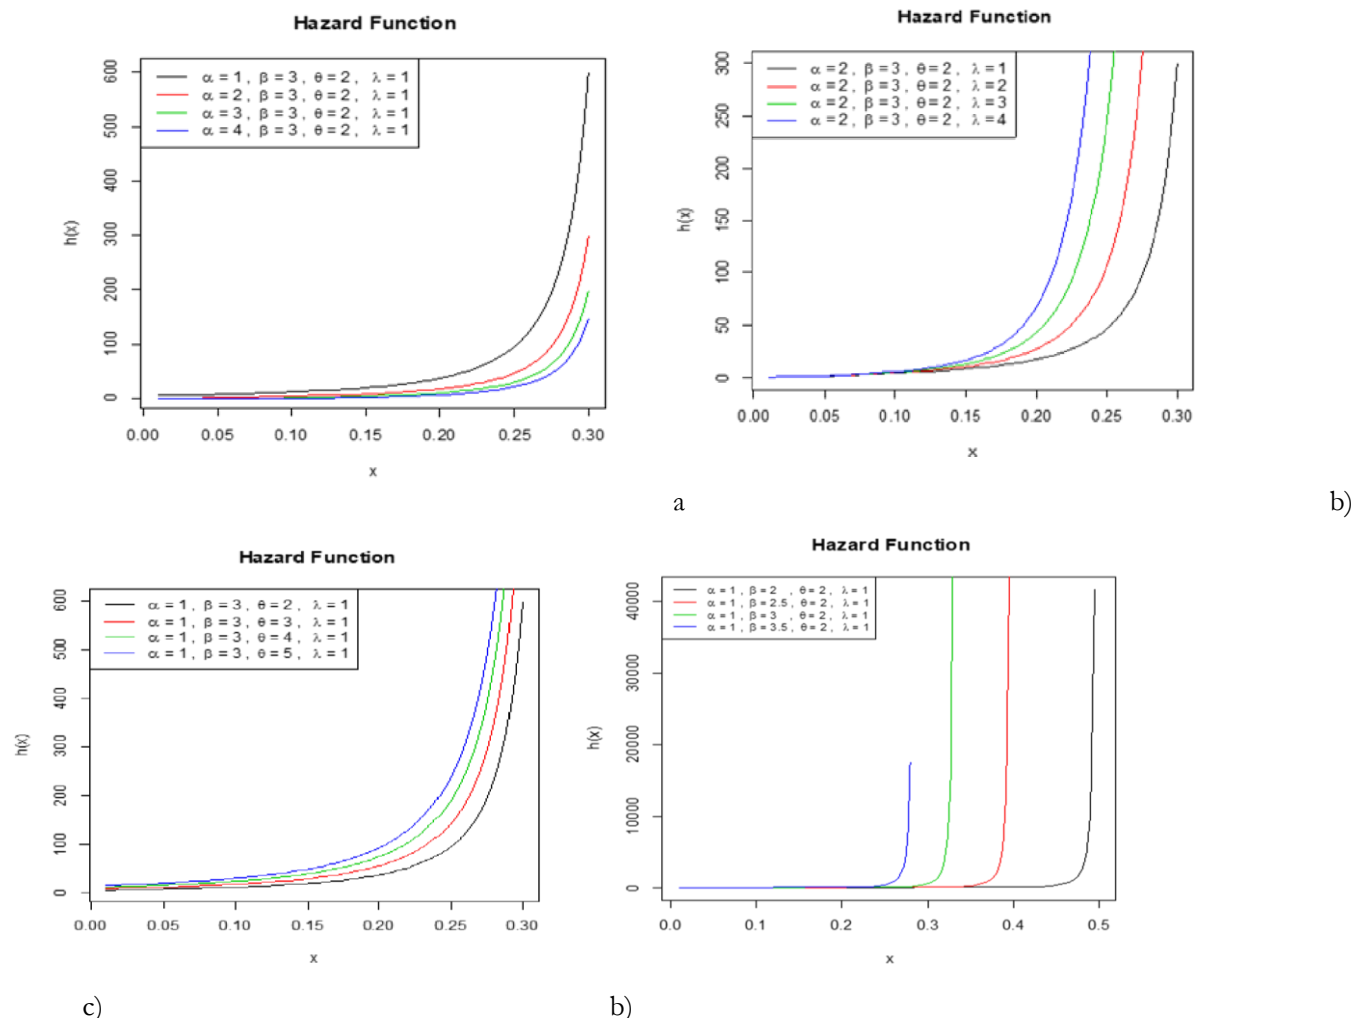 Hazard Function
α = 1 , β = 3 , θ = 2 , λ = 1
α = 2 , β = 3 , θ = 2 , λ = 1
α = 3 , β = 3 , θ = 2 , λ = 1
α = 4 , β = 3 , θ = 2 , λ = 1
600
500
400
300
200
100
0
h(x)
0.00 0.05 0.10 0.15 0.20 0.25 0.30
x
a
Hazard Function
α = 2 , β = 3 , θ = 2 , λ = 1
α = 2 , β = 3 , θ = 2 , λ = 2
α = 2 , β = 3 , θ = 2 , λ = 3
α = 2 , β = 3 , θ = 2 , λ = 4
300
250
200
150
100
50
0
h(x)
0.00 0.05 0.10 0.15 0.20 0.25 0.30
x
b)
Hazard Function
α = 1 , β = 3 , θ = 2 , λ = 1
α = 1 , β = 3 , θ = 3 , λ = 1
α = 1 , β = 3 , θ = 4 , λ = 1
α = 1 , β = 3 , θ = 5 , λ = 1
600
500
400
300
200
100
0
h(x)
0.00 0.05 0.10 0.15 0.20 0.25 0.30
x
c)
Hazard Function
α = 1 , β = 2 , θ = 2 , λ = 1
α = 1 , β = 2.5 , θ = 2 , λ = 1
α = 1 , β = 3 , θ = 2 , λ = 1
α = 1 , β = 3.5 , θ = 2 , λ = 1
40000
30000
20000
10000
0
h(x)
0.0 0.1 0.2 0.3 0.4 0.5
x
b)